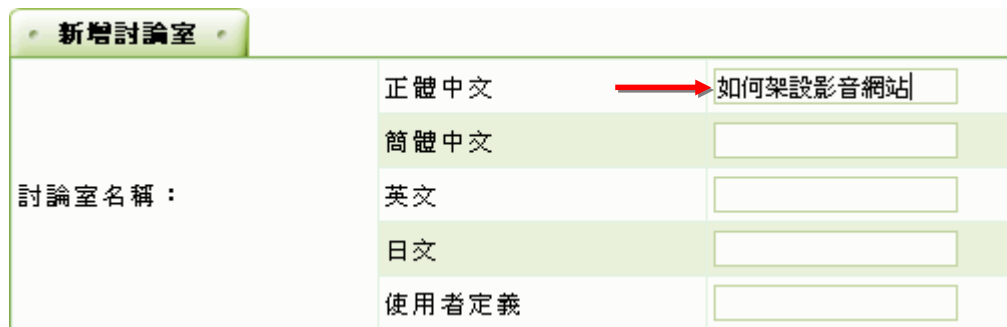 新增討論室
正體中文 如何架設影音網站
簡體中文
討論室名稱： 英文
日文
使用者定義